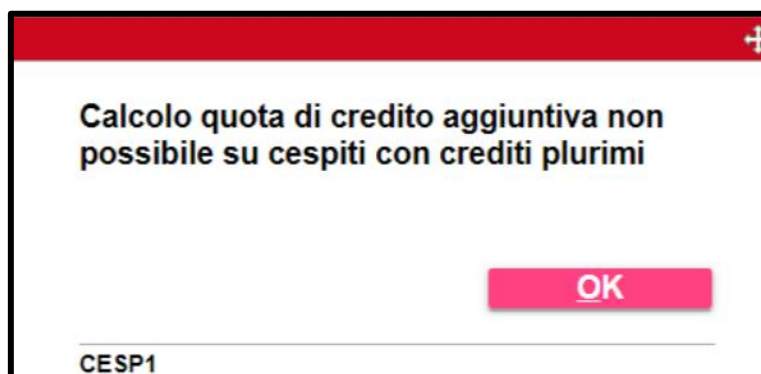 Calcolo quota di credito aggiuntiva non
possibile su cespiti con crediti plurimi
OK
CESP1